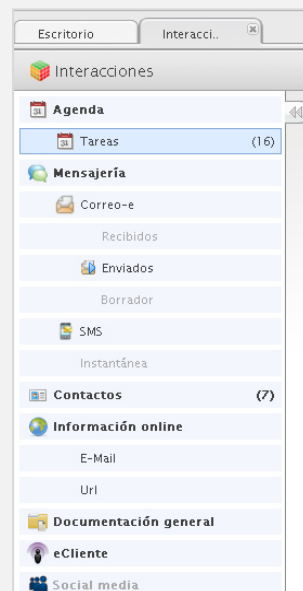 Escritorio
Interacci..
Interacciones
Agenda
Tareas (16)
Mensajería
Correo-e
Recibidos
Enviados
Borrador
SMS
Instantánea
Contactos (7)
Información online
E-Mail
Url
Documentación general
eCliente
Social media